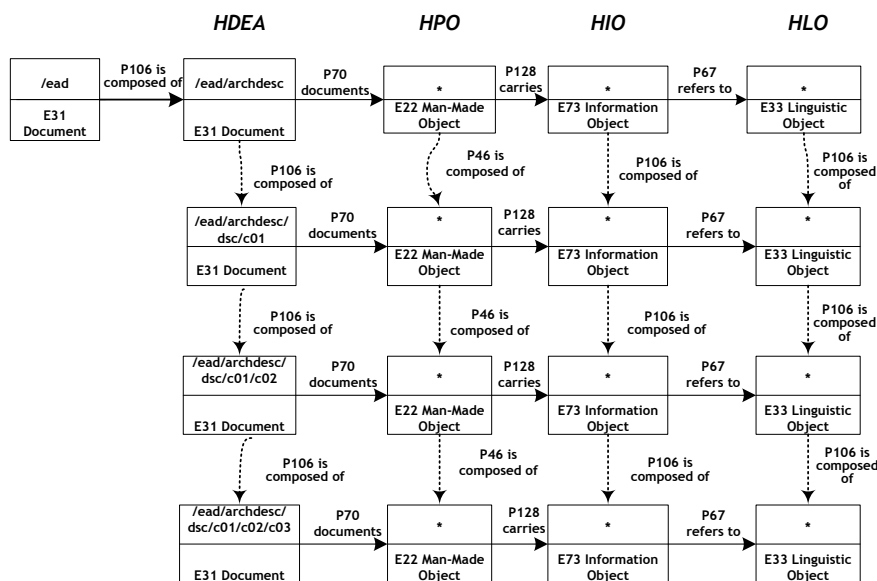 HDEA HPO HIO HLO
/ead
E31
Document
P106 is
composed of
/ead/archdesc
E31 Document
P70
documents
*
E22 Man-Made
Object
P128
carries
*
E73 Information
Object
P67
refers to
*
E33 Linguistic
Object
P106 is
composed of
P46 is
composed of
P106 is
composed of
P106 is
composed
of
/ead/archdesc/
dsc/c01
E31 Document
P70
documents
*
E22 Man-Made
Object
P128
carries
*
E73 Information
Object
P67
refers to
*
E33 Linguistic
Object
P106 is
composed of
P46 is
composed of
P106 is
composed of
P106 is
composed
of
/ead/archdesc/
dsc/c01/c02
E31 Document
P70
documents
*
E22 Man-Made
Object
P128
carries
*
E73 Information
Object
P67
refers to
*
E33 Linguistic
Object
P106 is
composed of
P46 is
composed of
P106 is
composed of
P106 is
composed
of
/ead/archdesc/
dsc/c01/c02/c03
E31 Document
P70
documents
*
E22 Man-Made
Object
P128
carries
*
E73 Information
Object
P67
refers to
*
E33 Linguistic
Object